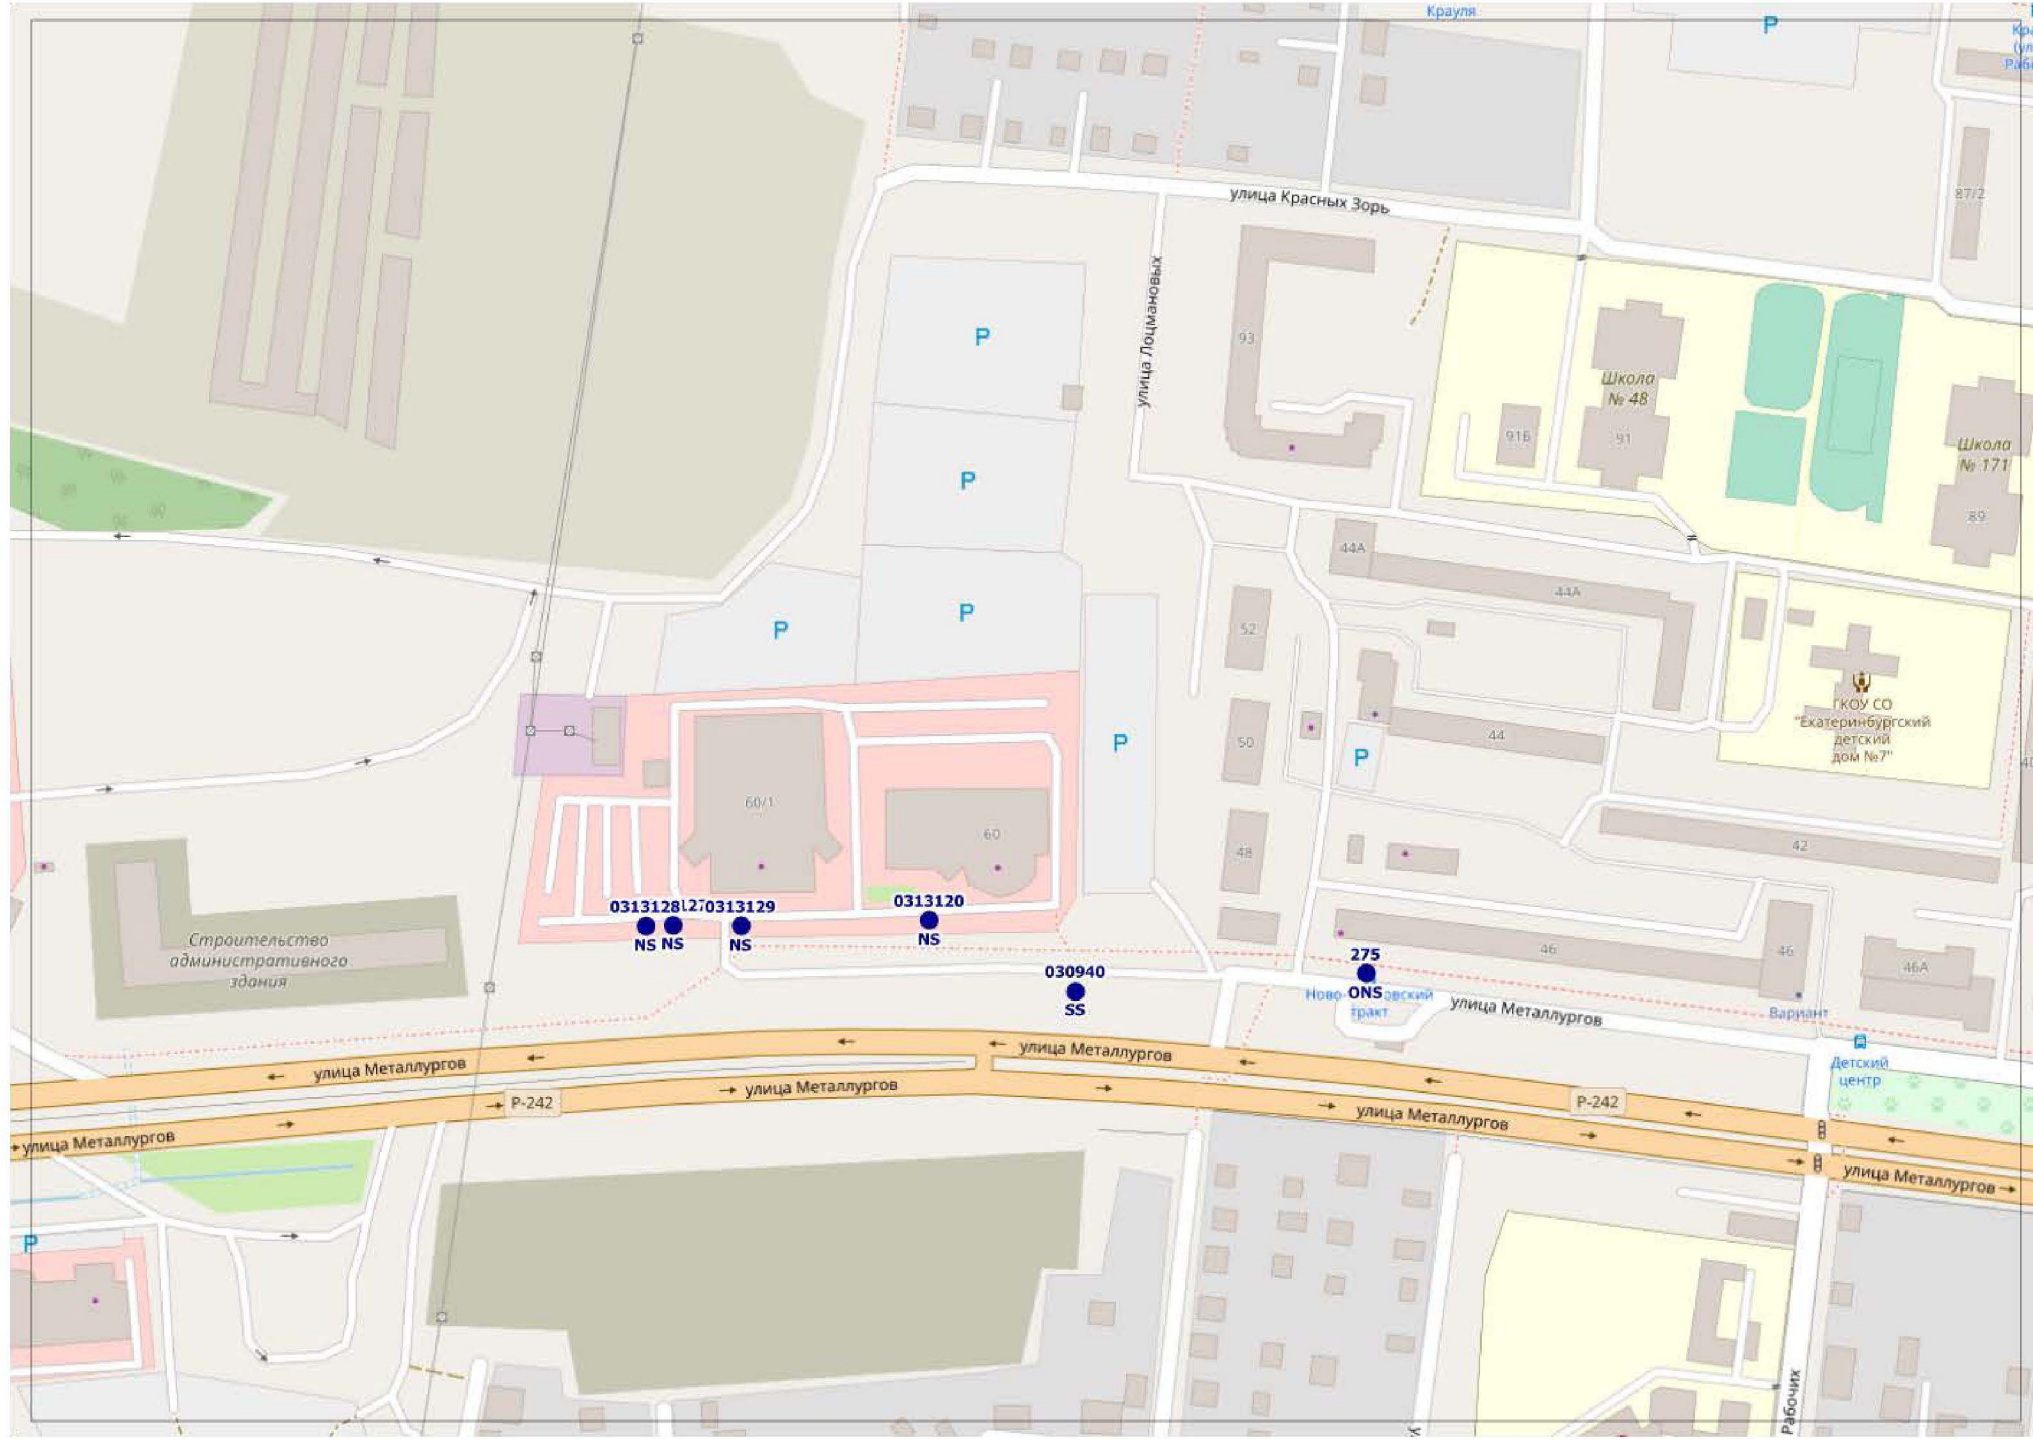 Крауля
P
улица Красных Зорь
87/2
улица Лоцмановых
P
93
Школа
№ 48
91Б
91
Школа
№ 171
89
P
44А
44А
P
P
52
ГКОУ СО
"Екатеринбургский
детский
дом №7"
P
50
44
P
60/1
60
48
42
0313128
0313129
0313120
NS
NS
NS
NS
Строительство
административного
здания
46
46
46А
275
ONS
030940
SS
тракт
улица Металлургов
Вариант
Детский
центр
улица Металлургов
улица Металлургов
улица Металлургов
Р-242
Р-242
улица Металлургов
улица Металлургов
улица Металлургов
P
Рабочих